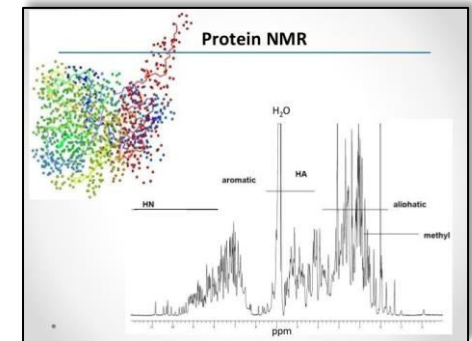 Protein NMR
H₂O
aromatic
HA
HN
aliphatic
methyl
ppm